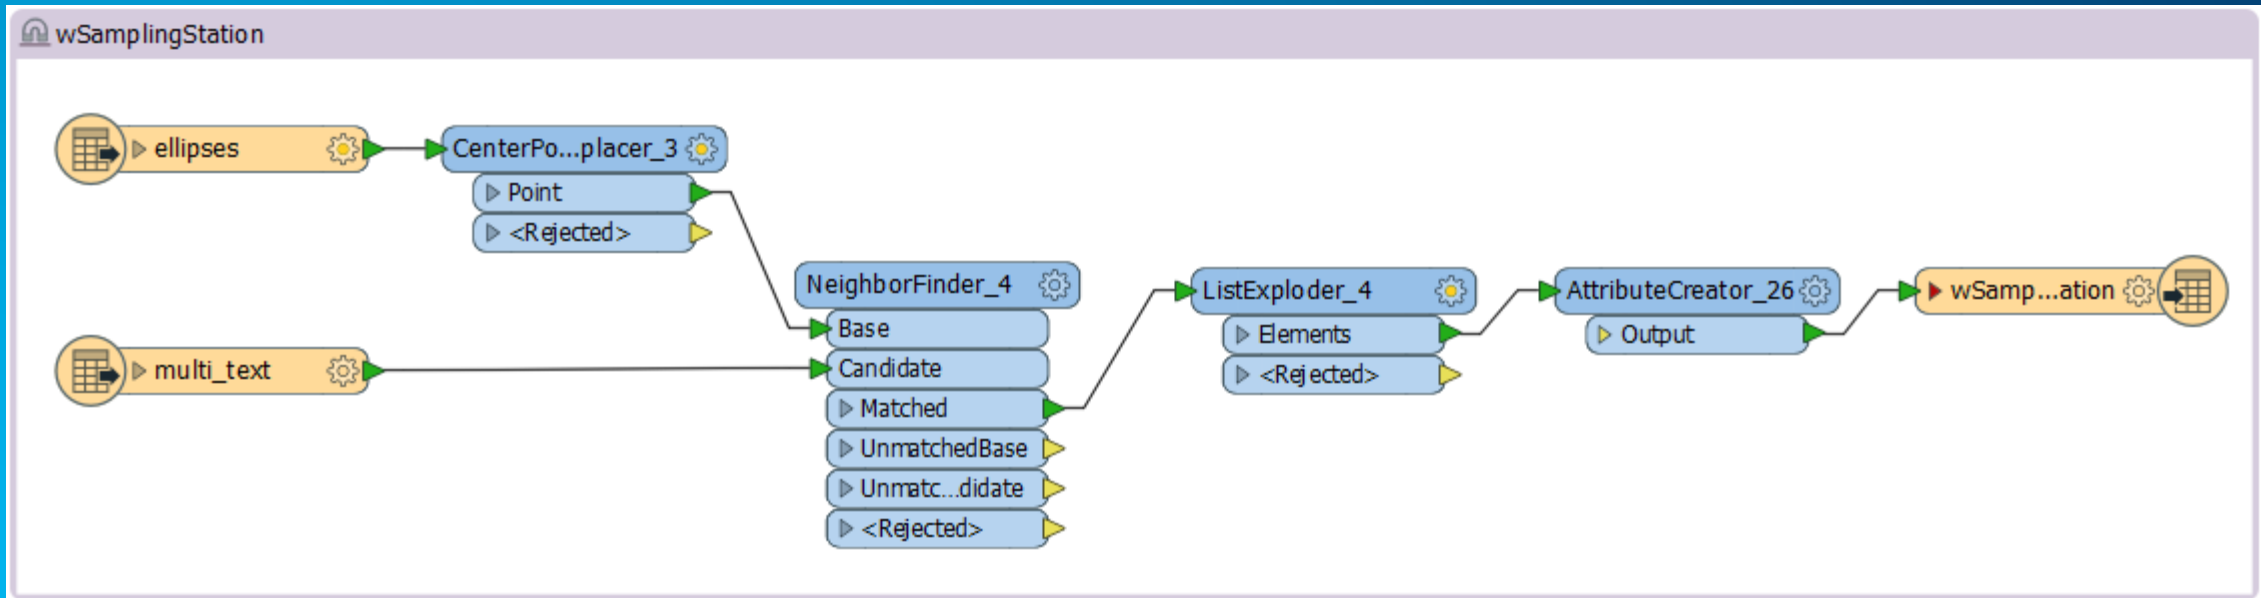 wSamplingStation
ellipses
CenterPo...placer_3
Point
<Rejected>
multi_text
NeighborFinder_4
Base
Candidate
Matched
UnmatchedBase
Unmatc...didate
<Rejected>
ListExploder_4
Elements
<Rejected>
AttributeCreator_26
Output
wSamp...ation